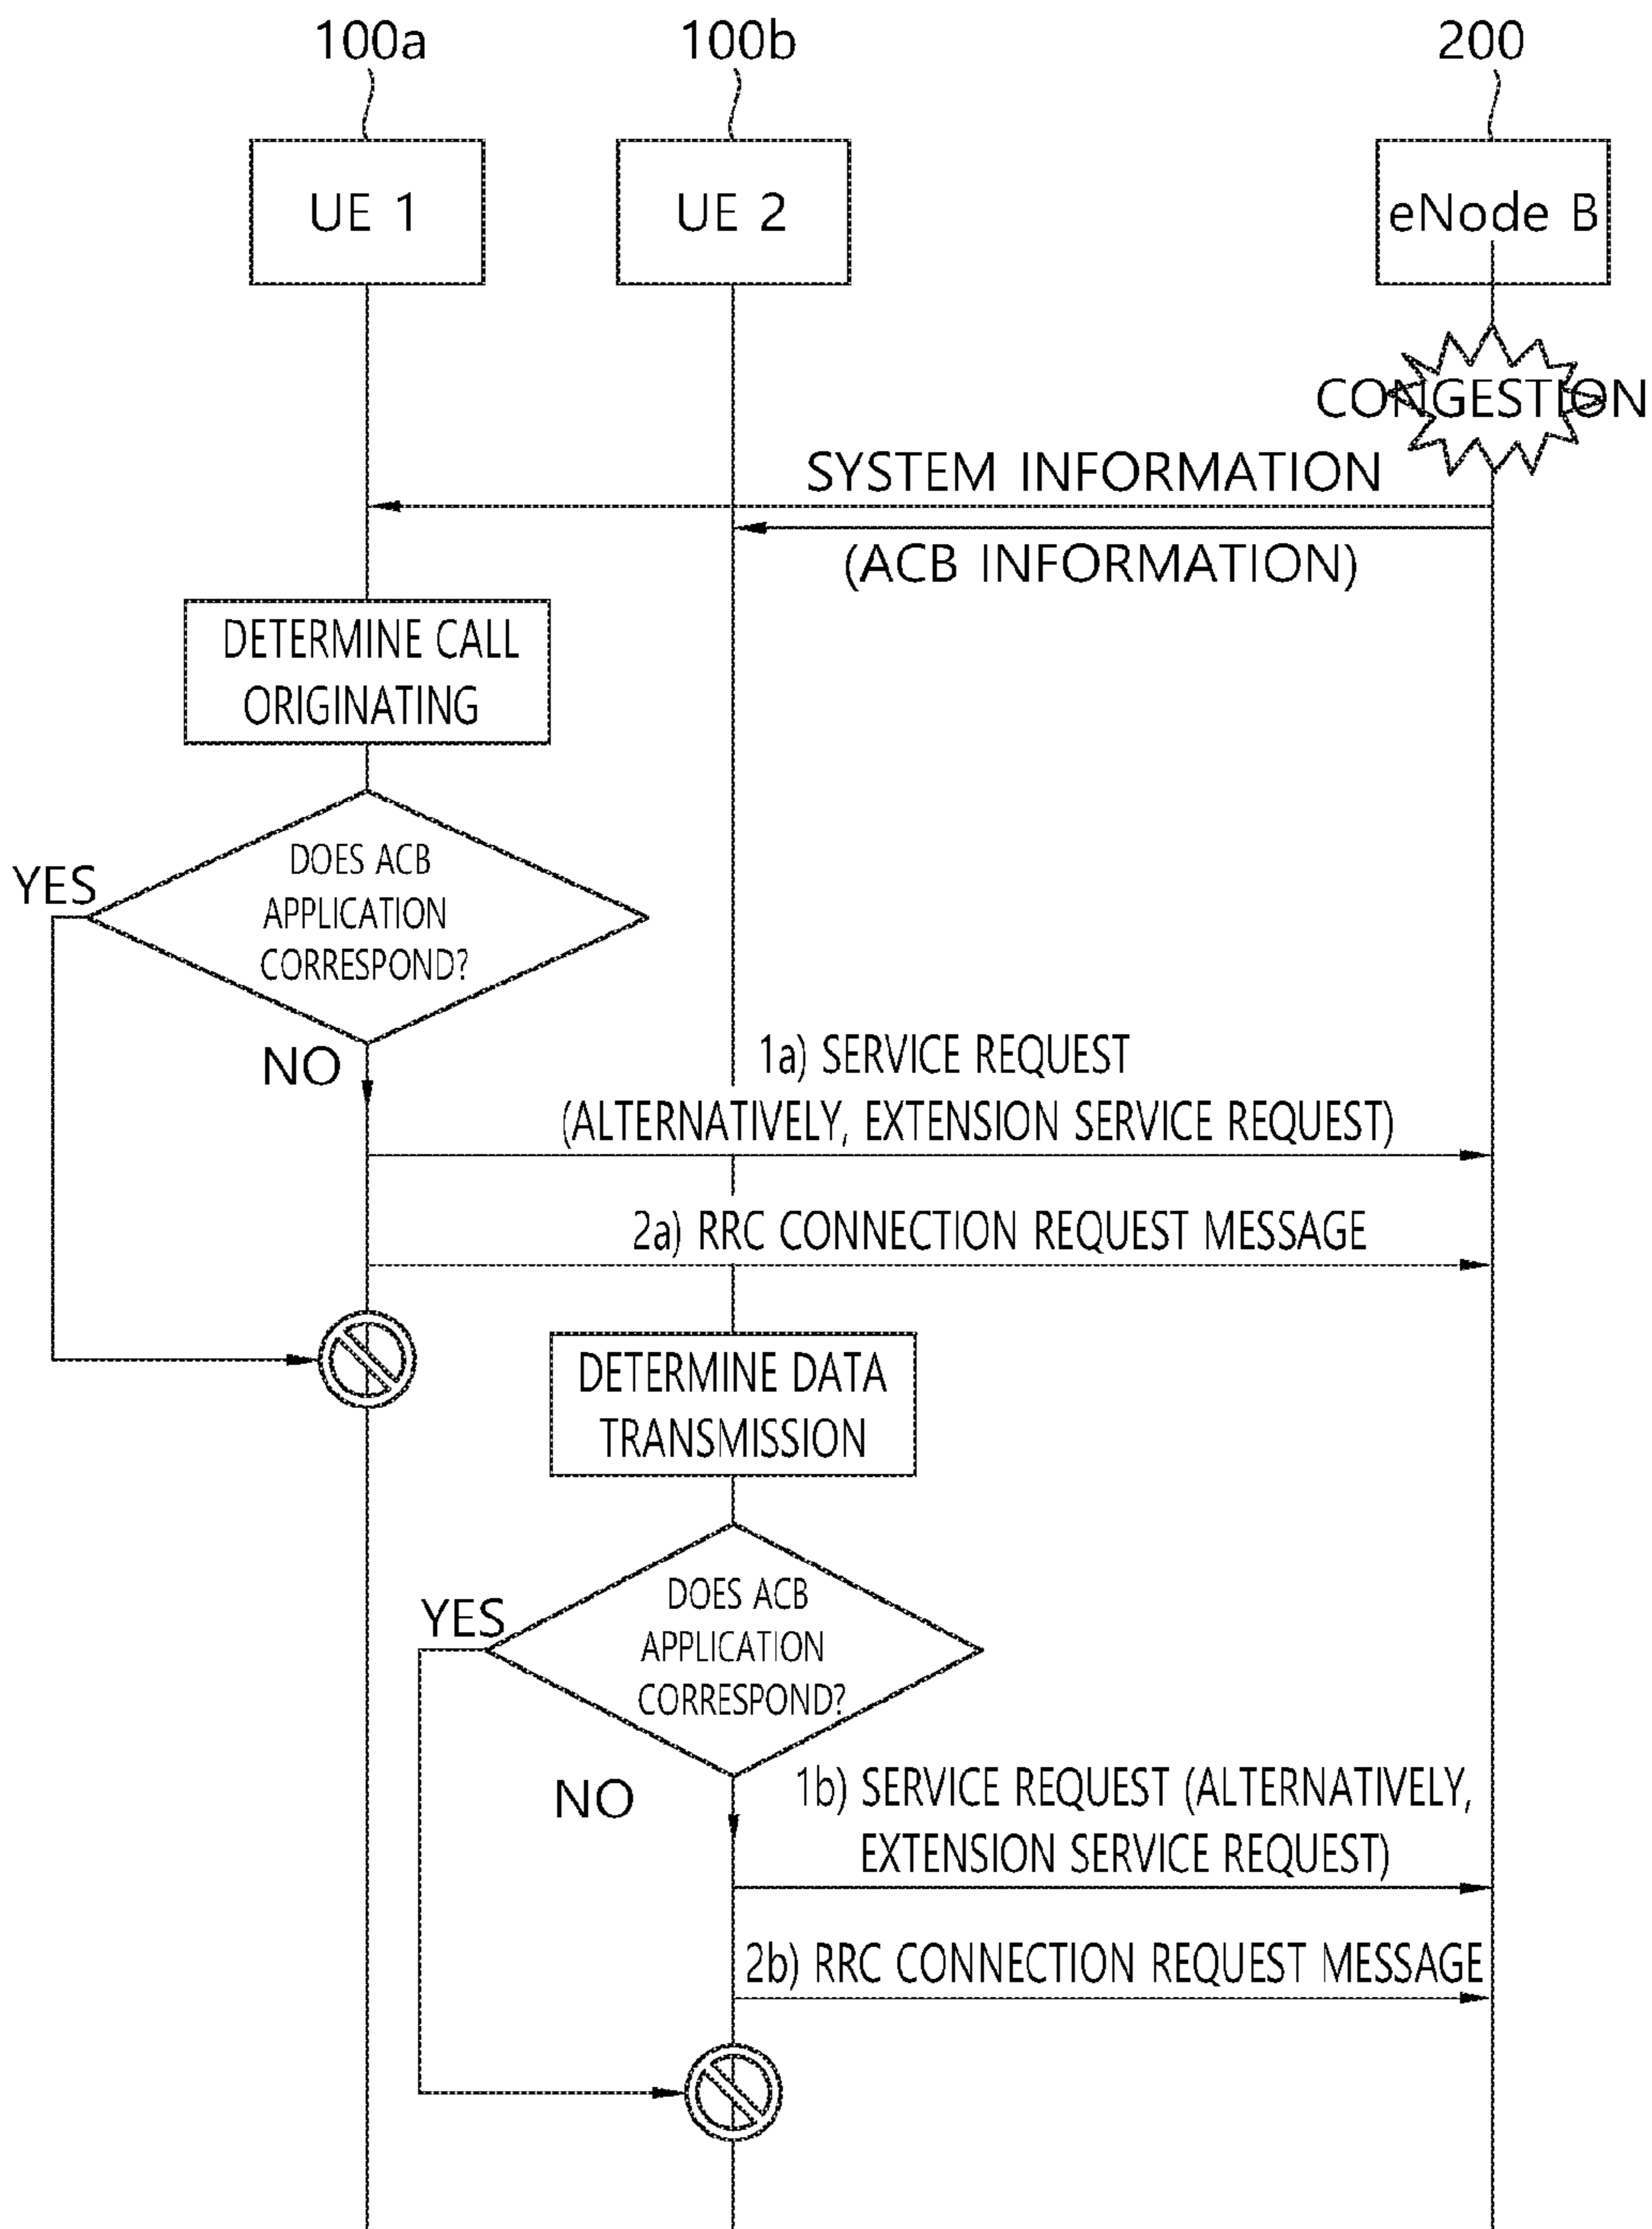 100a
100b
200
UE 1
UE 2
eNode B
CONGESTION
SYSTEM INFORMATION
(ACB INFORMATION)
DETERMINE CALL
ORIGINATING
DOES ACB
APPLICATION
CORRESPOND?
YES
NO
1a) SERVICE REQUEST
(ALTERNATIVELY, EXTENSION SERVICE REQUEST)
2a) RRC CONNECTION REQUEST MESSAGE
DETERMINE DATA
TRANSMISSION
DOES ACB
APPLICATION
CORRESPOND?
YES
NO
1b) SERVICE REQUEST (ALTERNATIVELY,
EXTENSION SERVICE REQUEST)
2b) RRC CONNECTION REQUEST MESSAGE